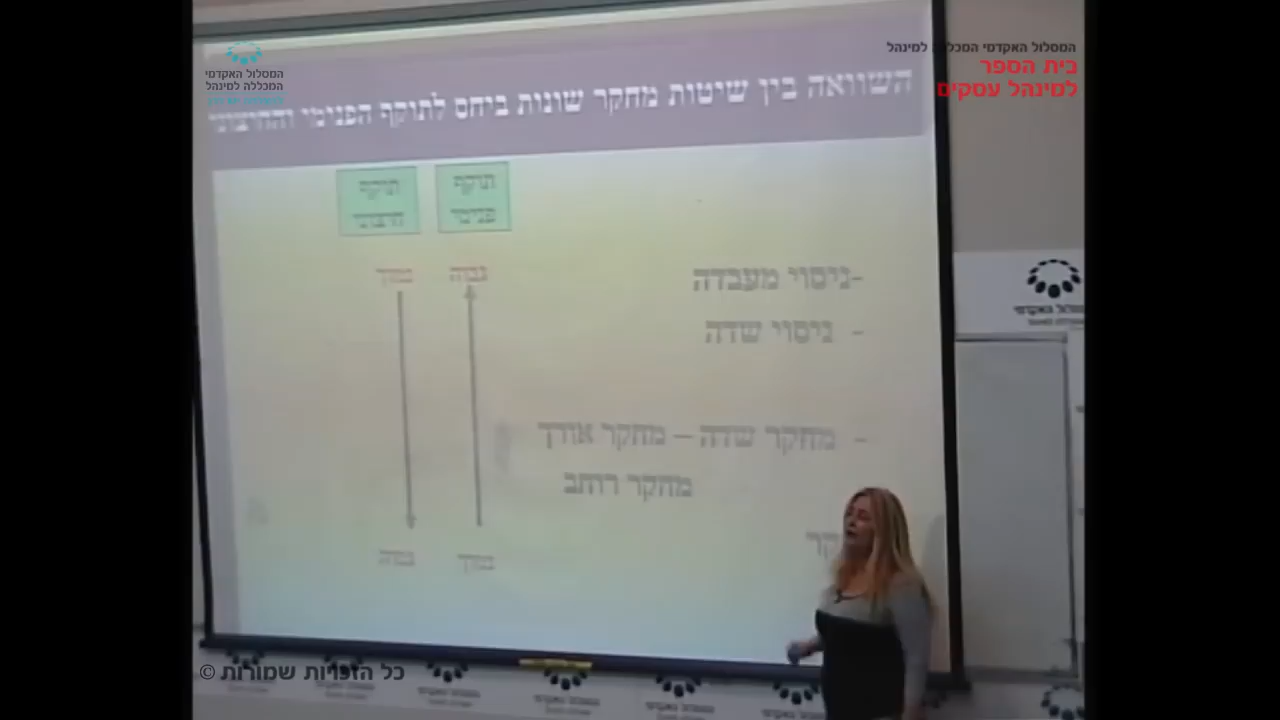 המסלול האקדמי המכללה למינהל
בית הספר
למינהל עסקים
המסלול האקדמי
המכללה למינהל
השוואה בין שיטות מחקר שונות ביחס לתוקף הפנימי והחיצוני
תוקף פנימי
תוקף חיצוני
גבוה
נמוך
-ניסוי מעבדה
- ניסוי שדה
- מחקר שדה – מחקר אורך
מחקר רוחב
קר
נמוך
גבוה
כל הזכויות שמורות ©